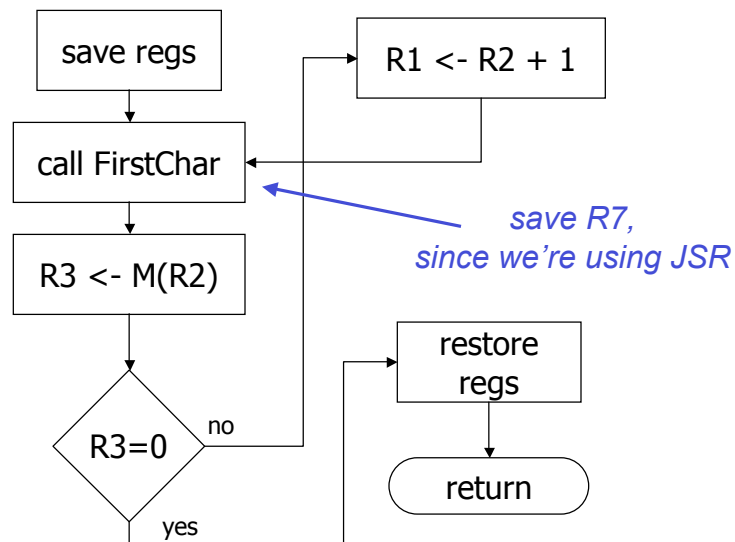 save regs
R1 <- R2 + 1
call FirstChar
save R7,
since we’re using JSR
R3 <- M(R2)
restore
regs
R3=0
no
return
yes